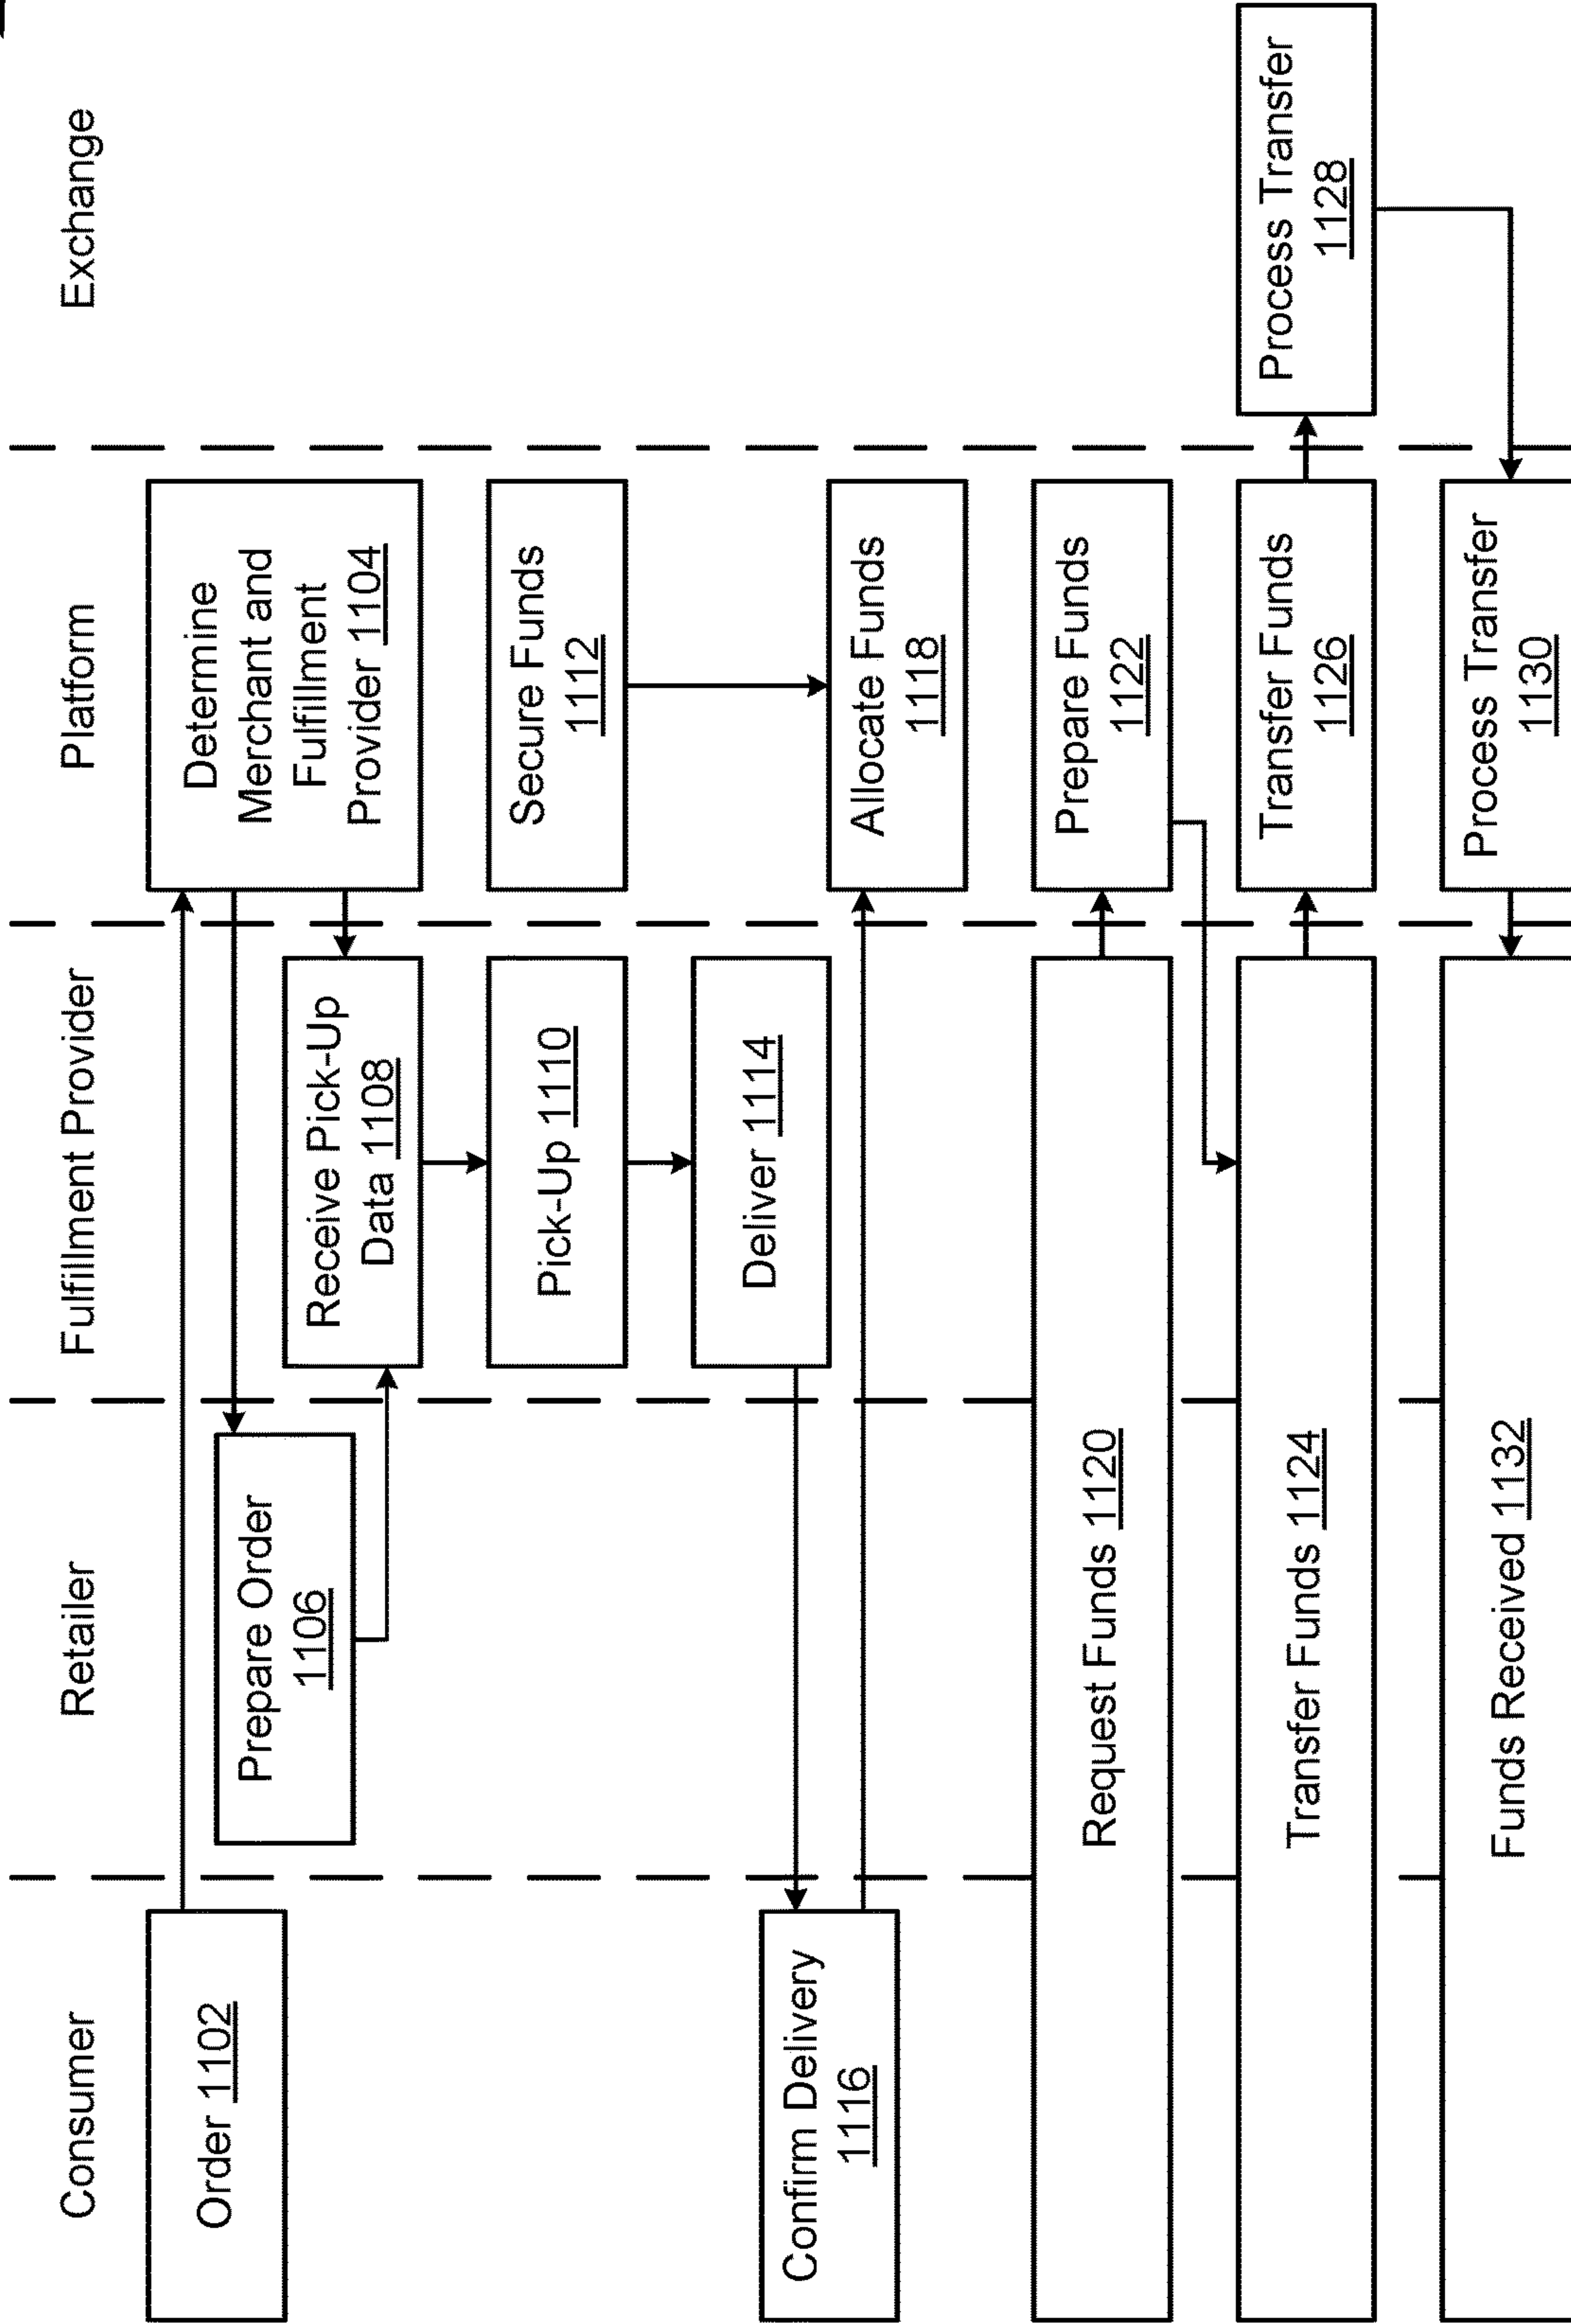 Consumer
Retailer
Fulfillment Provider
Platform
Exchange
Order 1102
Determine
Merchant and
Fulfillment
Provider 1104
Prepare Order
1106
Receive Pick-Up
Data 1108
Pick-Up 1110
Secure Funds
1112
Deliver 1114
Confirm Delivery
1116
Allocate Funds
1118
Request Funds 1120
Prepare Funds
1122
Transfer Funds 1124
Transfer Funds
1126
Process Transfer
1128
Process Transfer
1130
Funds Received 1132